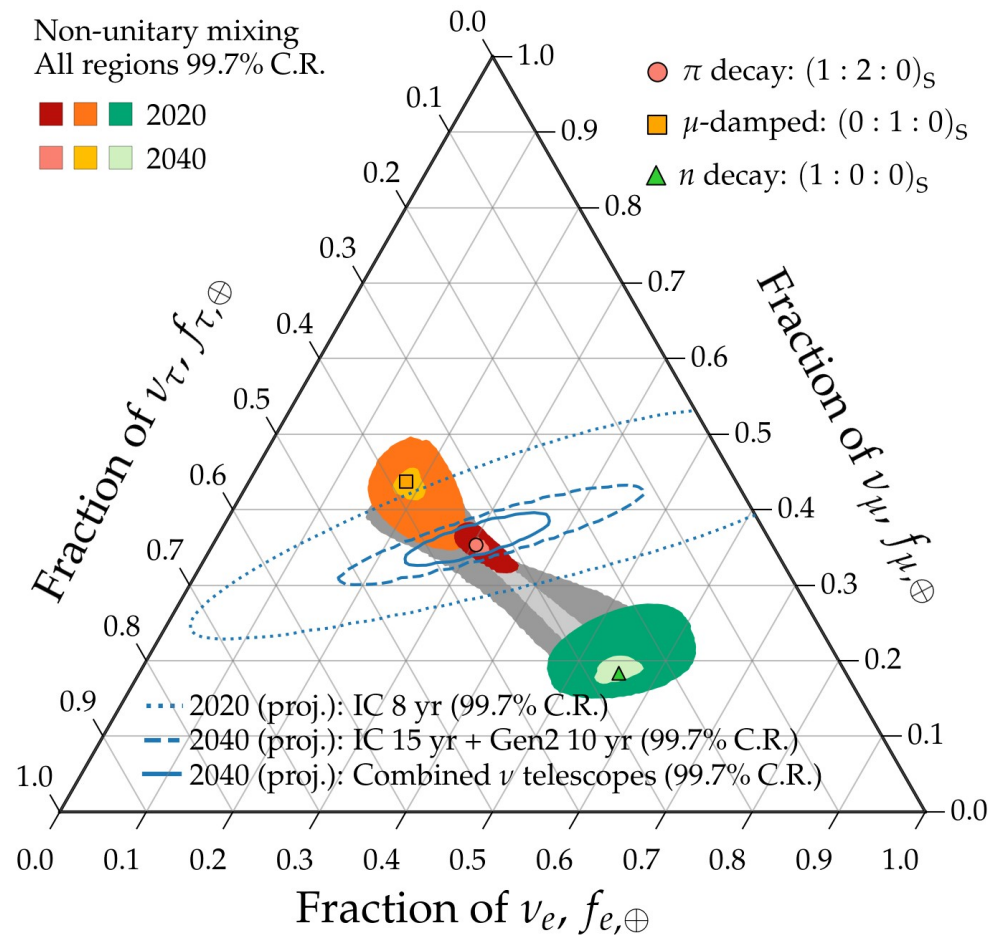 Non-unitary mixing
All regions 99.7% C.R.
2020
2040
π decay: (1 : 2 : 0)S
μ-damped: (0 : 1 : 0)S
n decay: (1 : 0 : 0)S
0.0
0.1
0.2
0.3
0.4
0.5
0.6
0.7
0.8
0.9
1.0
Fraction of ντ, fτ,⊕
1.0
0.9
0.8
0.7
0.6
0.5
0.4
0.3
0.2
0.1
0.0
Fraction of νμ, fμ,⊕
2020 (proj.): IC 8 yr (99.7% C.R.)
2040 (proj.): IC 15 yr + Gen2 10 yr (99.7% C.R.)
2040 (proj.): Combined ν telescopes (99.7% C.R.)
0.0 0.1 0.2 0.3 0.4 0.5 0.6 0.7 0.8 0.9 1.0
Fraction of νe, fe,⊕